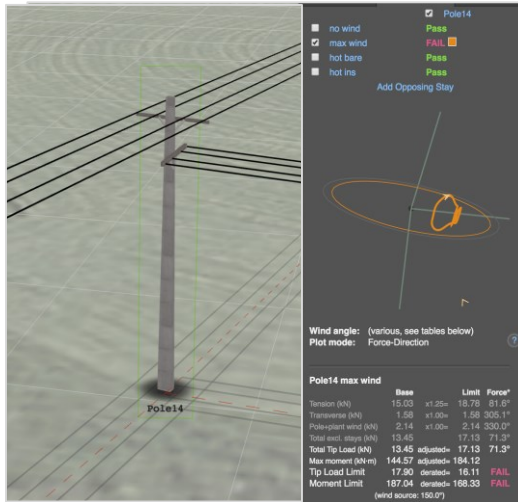 Pole14
Pole14
no wind Pass
max wind FAIL
hot bare Pass
hot ins Pass
Add Opposing Stay
Wind angle: (various, see tables below)
Plot mode: Force-Direction
?
Pole14 max wind
Base Limit Force°
Tension (kN) 15.03 x1.25= 18.78 81.6°
Transverse (kN) 1.58 x1.00= 1.58 305.1°
Pole+plant wind (kN) 2.14 x1.00= 2.14 330.0°
Total excl. stays (kN) 13.45 17.13 71.3°
Total Tip Load (kN) 13.45 adjusted= 17.13 71.3°
Max moment (kN·m) 144.57 adjusted= 184.12
Tip Load Limit 17.90 derated= 16.11 FAIL
Moment Limit 187.04 derated= 168.33 FAIL
(wind source: 150.0°)